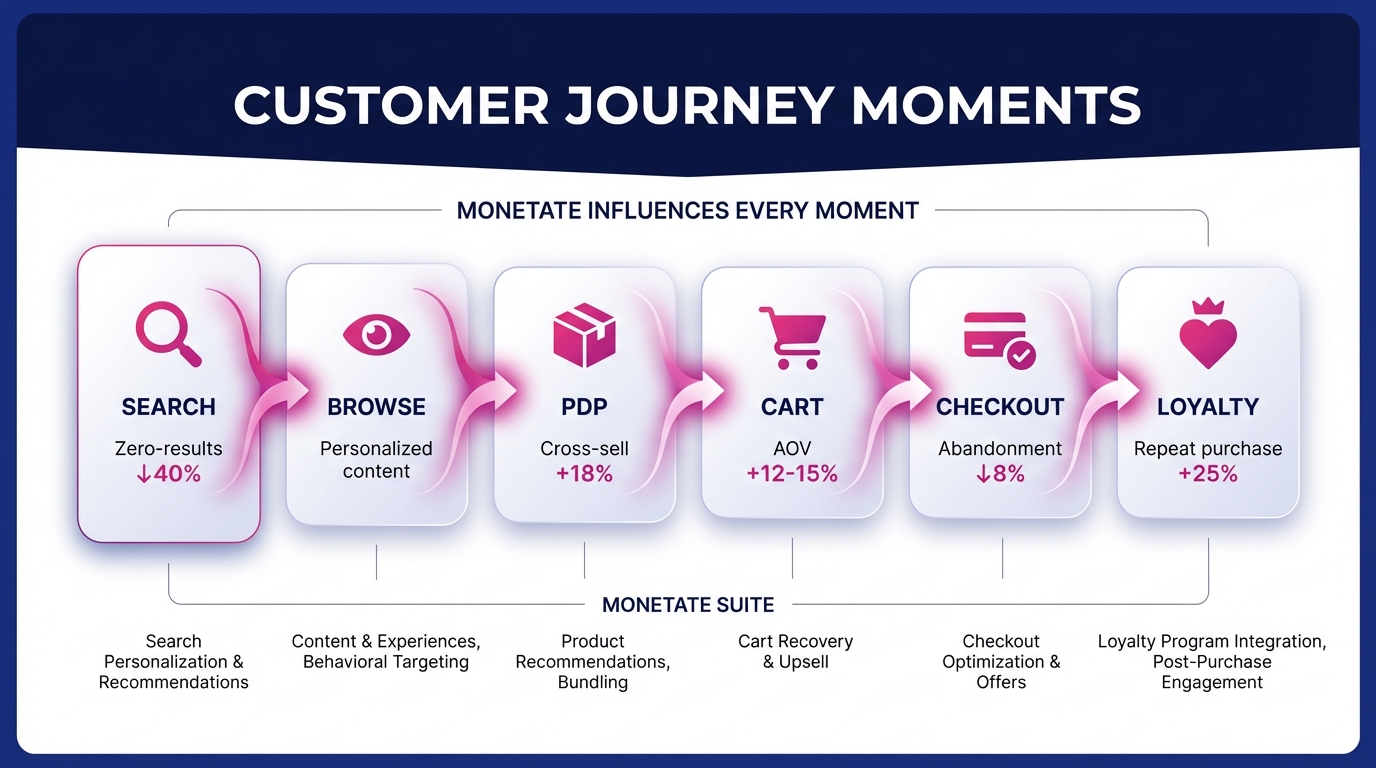 CUSTOMER JOURNEY MOMENTS
MONETATE INFLUENCES EVERY MOMENT
SEARCH
Zero-results
↓40%
BROWSE
Personalized
content
PDP
Cross-sell
+18%
CART
AOV
+12-15%
CHECKOUT
Abandonment
↓8%
LOYALTY
Repeat purchase
+25%
MONETATE SUITE
Search
Personalization &
Recommendations
Content & Experiences,
Behavioral Targeting
Product
Recommendations,
Bundling
Cart Recovery
& Upsell
Checkout
Optimization &
Offers
Loyalty Program Integration,
Post-Purchase
Engagement